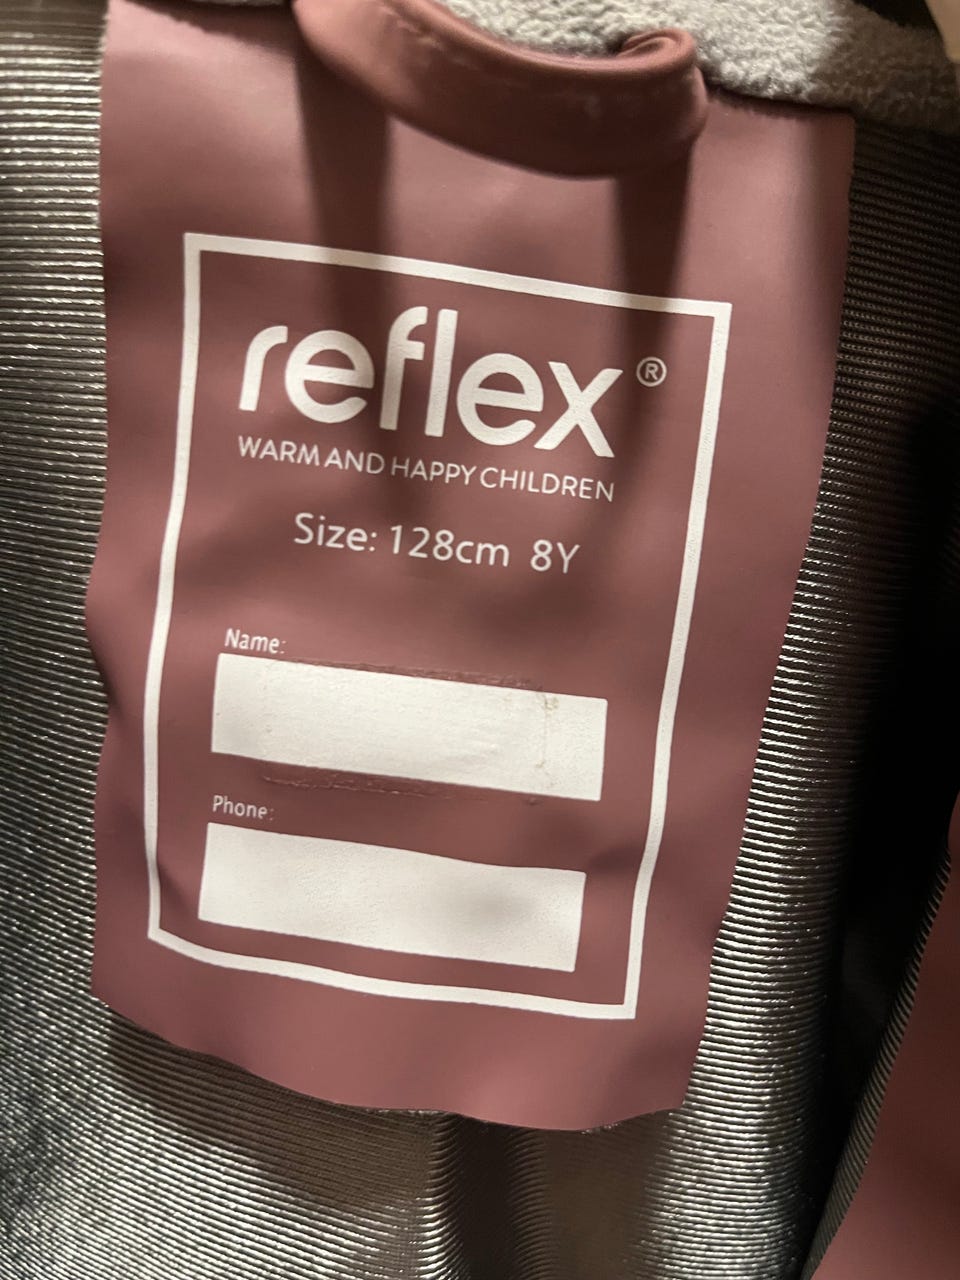 reflex®
WARM AND HAPPY CHILDREN
Size: 128cm 8Y
Name:
Phone: